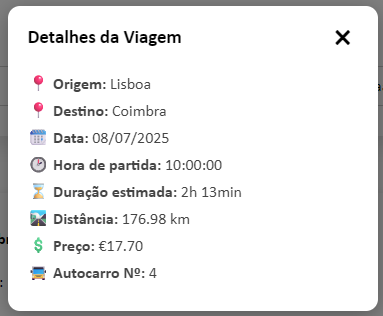 Detalhes da Viagem
Origem: Lisboa
Destino: Coimbra
Data: 08/07/2025
Hora de partida: 10:00:00
Duração estimada: 2h 13min
Distância: 176.98 km
Preço: €17.70
Autocarro Nº: 4